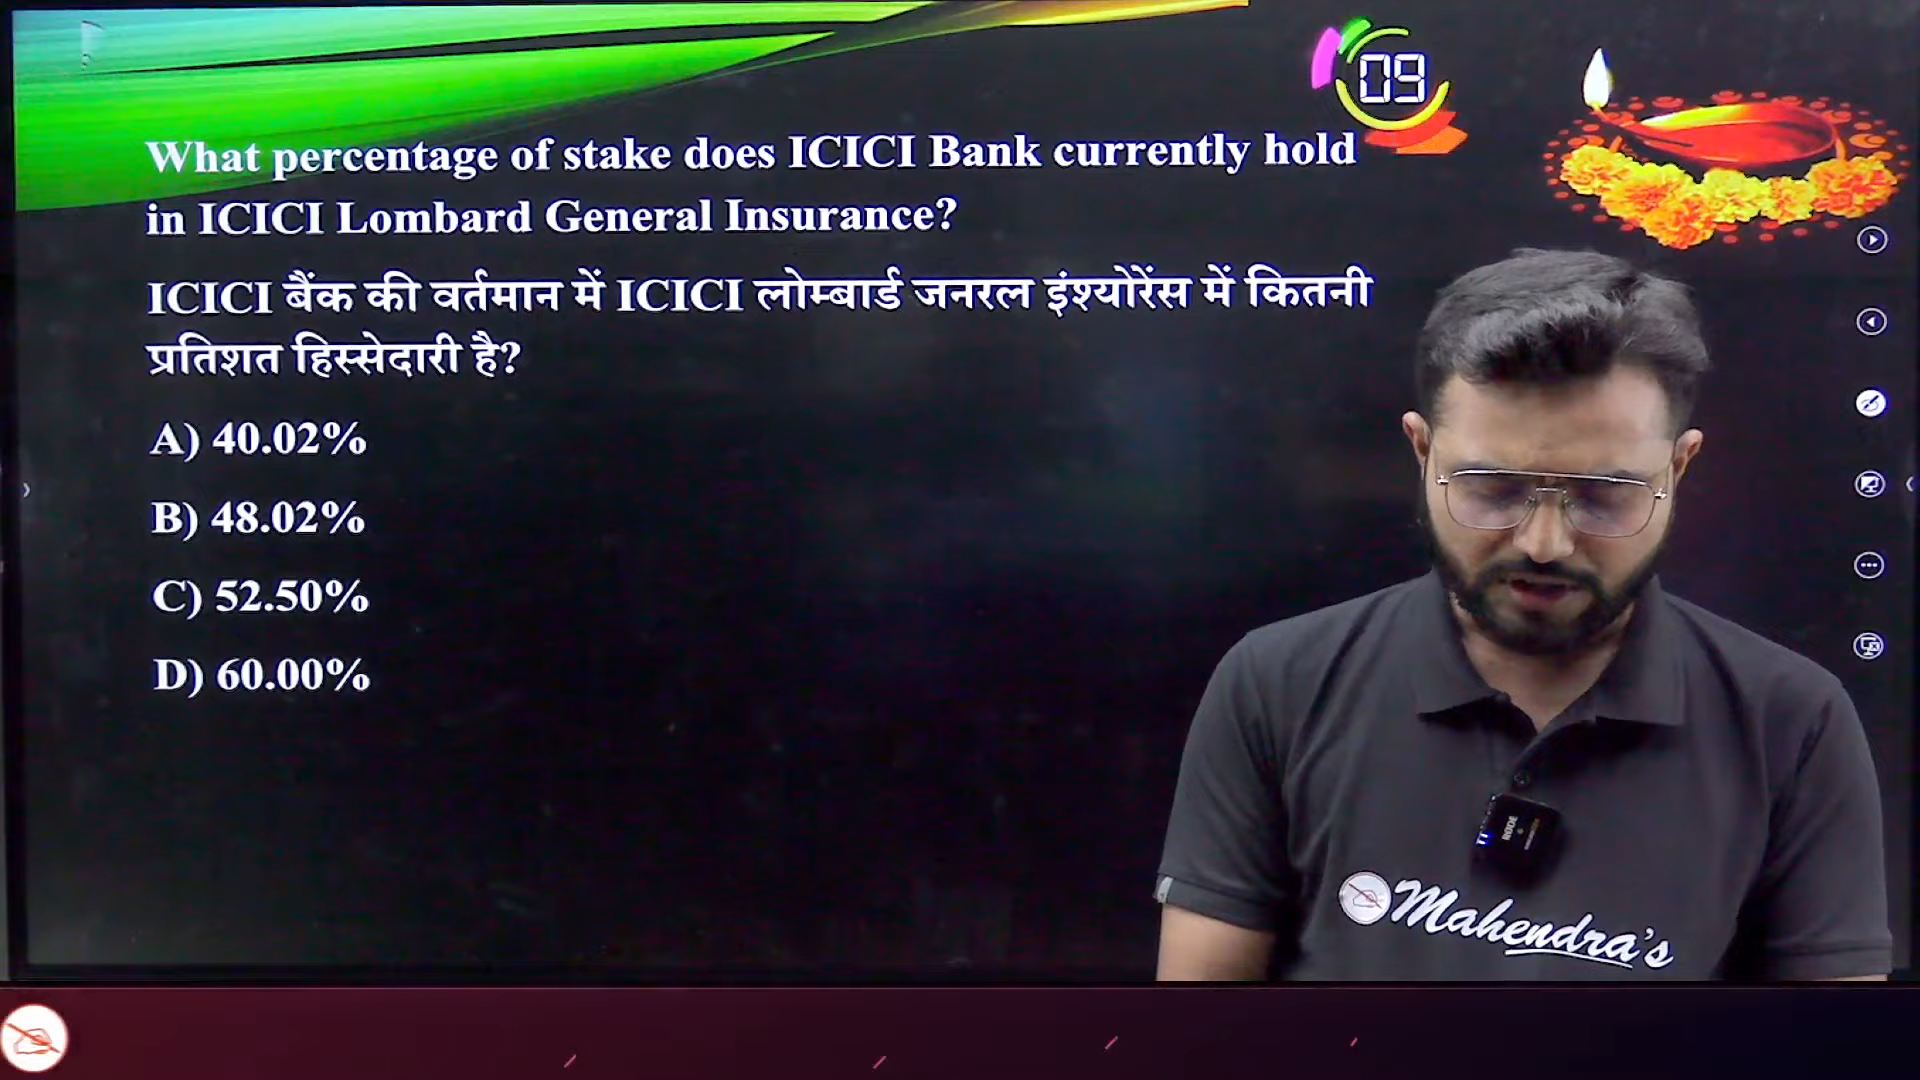 09
What percentage of stake does ICICI Bank currently hold
in ICICI Lombard General Insurance?
ICICI बैंक की वर्तमान में ICICI लोम्बार्ड जनरल इंश्योरेंस में कितनी
प्रतिशत हिस्सेदारी है?
A) 40.02%
B) 48.02%
C) 52.50%
D) 60.00%
RODE
Mahendra's